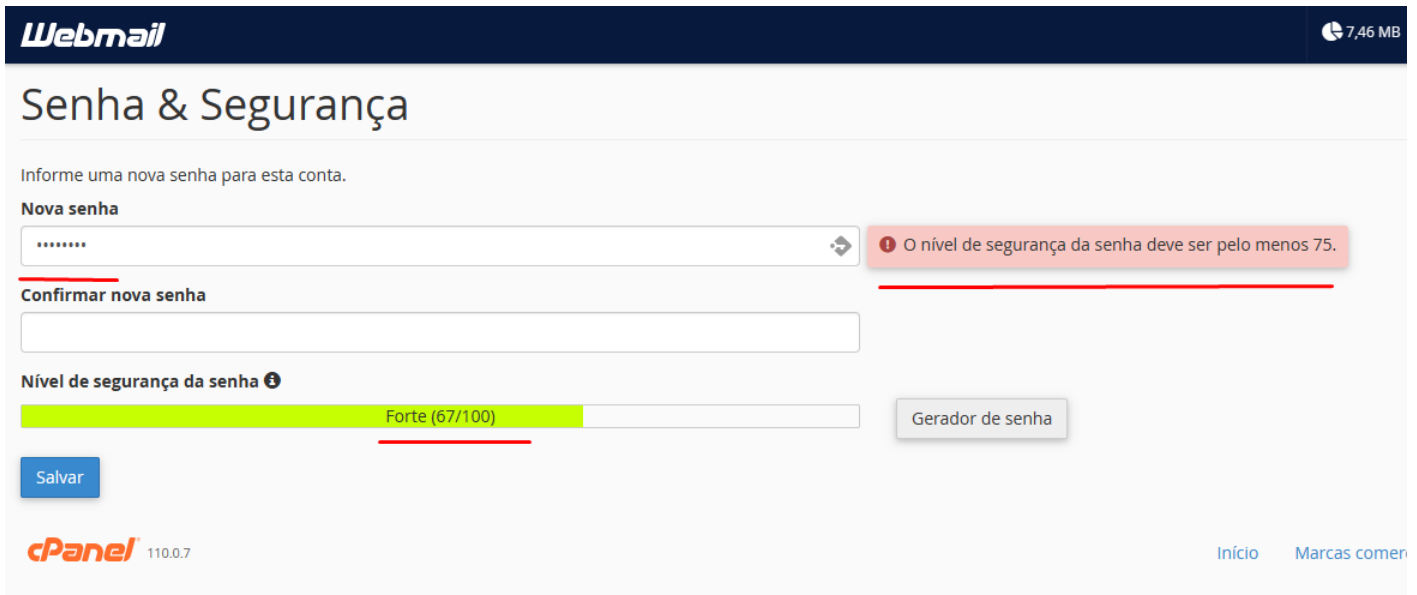 Webmail
7,46 MB
Senha & Segurança
Informe uma nova senha para esta conta.
Nova senha
••••••••
O nível de segurança da senha deve ser pelo menos 75.
Confirmar nova senha
Nível de segurança da senha
Forte (67/100)
Gerador de senha
Salvar
cPanel 110.0.7
Início Marcas comer